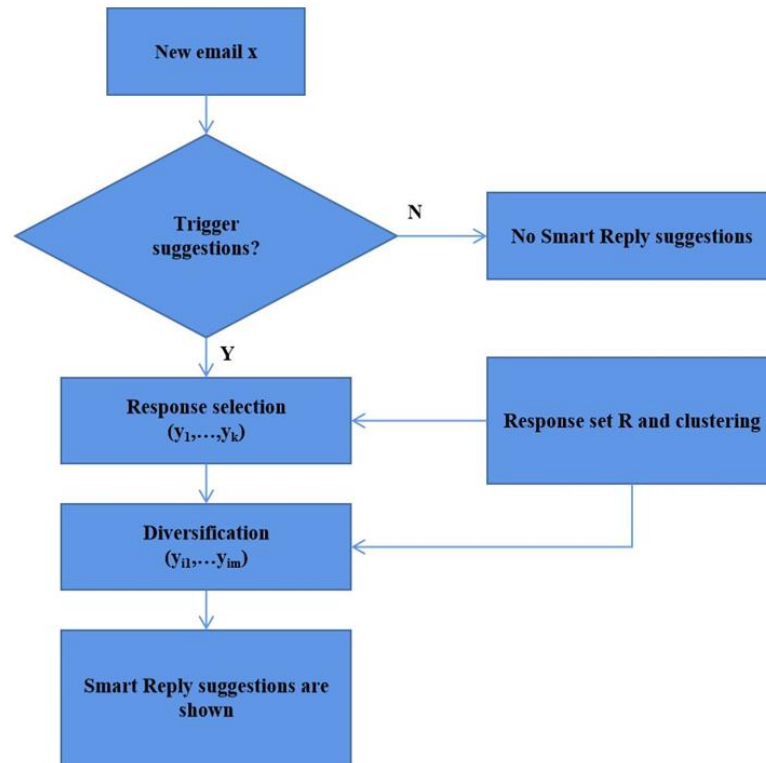 New email x
Trigger
suggestions?
N
No Smart Reply suggestions
Y
Response selection
(y₁,…,yₖ)
Response set R and clustering
Diversification
(yᵢ₁,…yᵢₘ)
Smart Reply suggestions are
shown